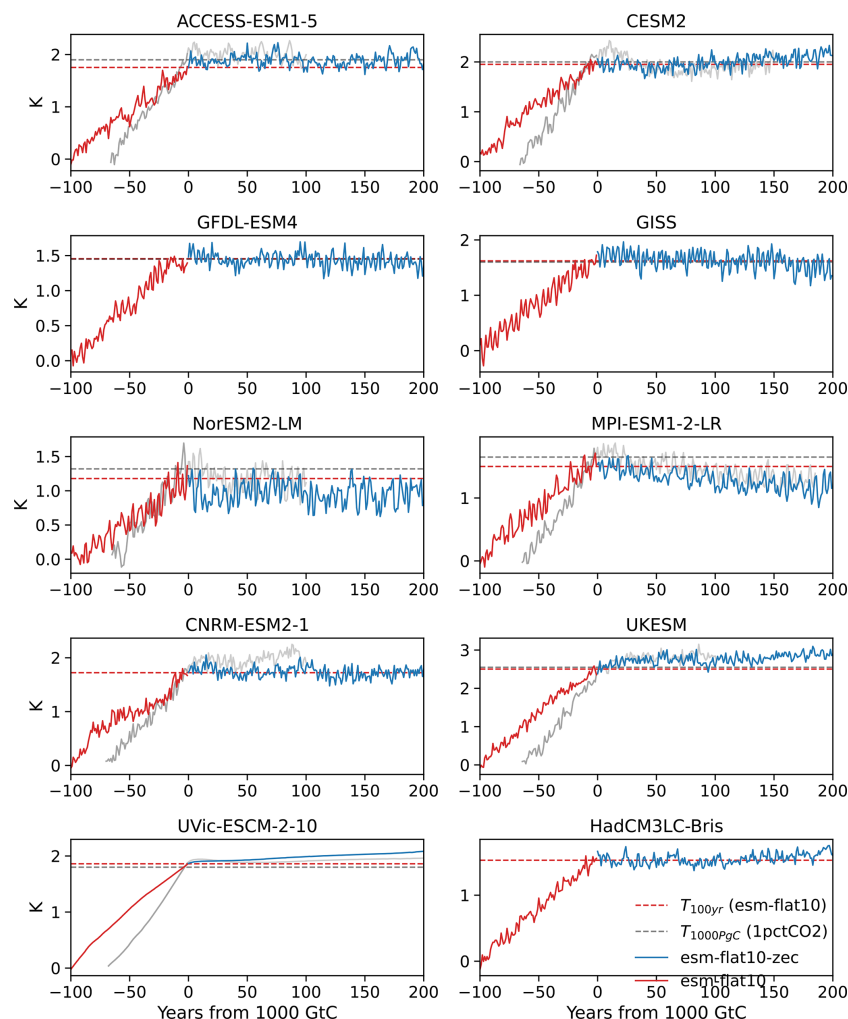 ACCESS-ESM1-5
CESM2
K
2
1
0
−100 −50 0 50 100 150 200
2
1
0
−100 −50 0 50 100 150 200
GFDL-ESM4
GISS
1.5
1.0
0.5
0.0
−100 −50 0 50 100 150 200
2
1
0
−100 −50 0 50 100 150 200
NorESM2-LM
MPI-ESM1-2-LR
K
1.5
1.0
0.5
0.0
−100 −50 0 50 100 150 200
1
0
−100 −50 0 50 100 150 200
CNRM-ESM2-1
UKESM
K
2
1
0
−100 −50 0 50 100 150 200
3
2
1
0
−100 −50 0 50 100 150 200
UVic-ESCM-2-10
HadCM3LC-Bris
K
2
1
0
−100 −50 0 50 100 150 200
Years from 1000 GtC
1
0
T100yr (esm-flat10)
T1000PgC (1pctCO2)
esm-flat10-zec
esm-flat10
−100 −50 0 50 100 150 200
Years from 1000 GtC